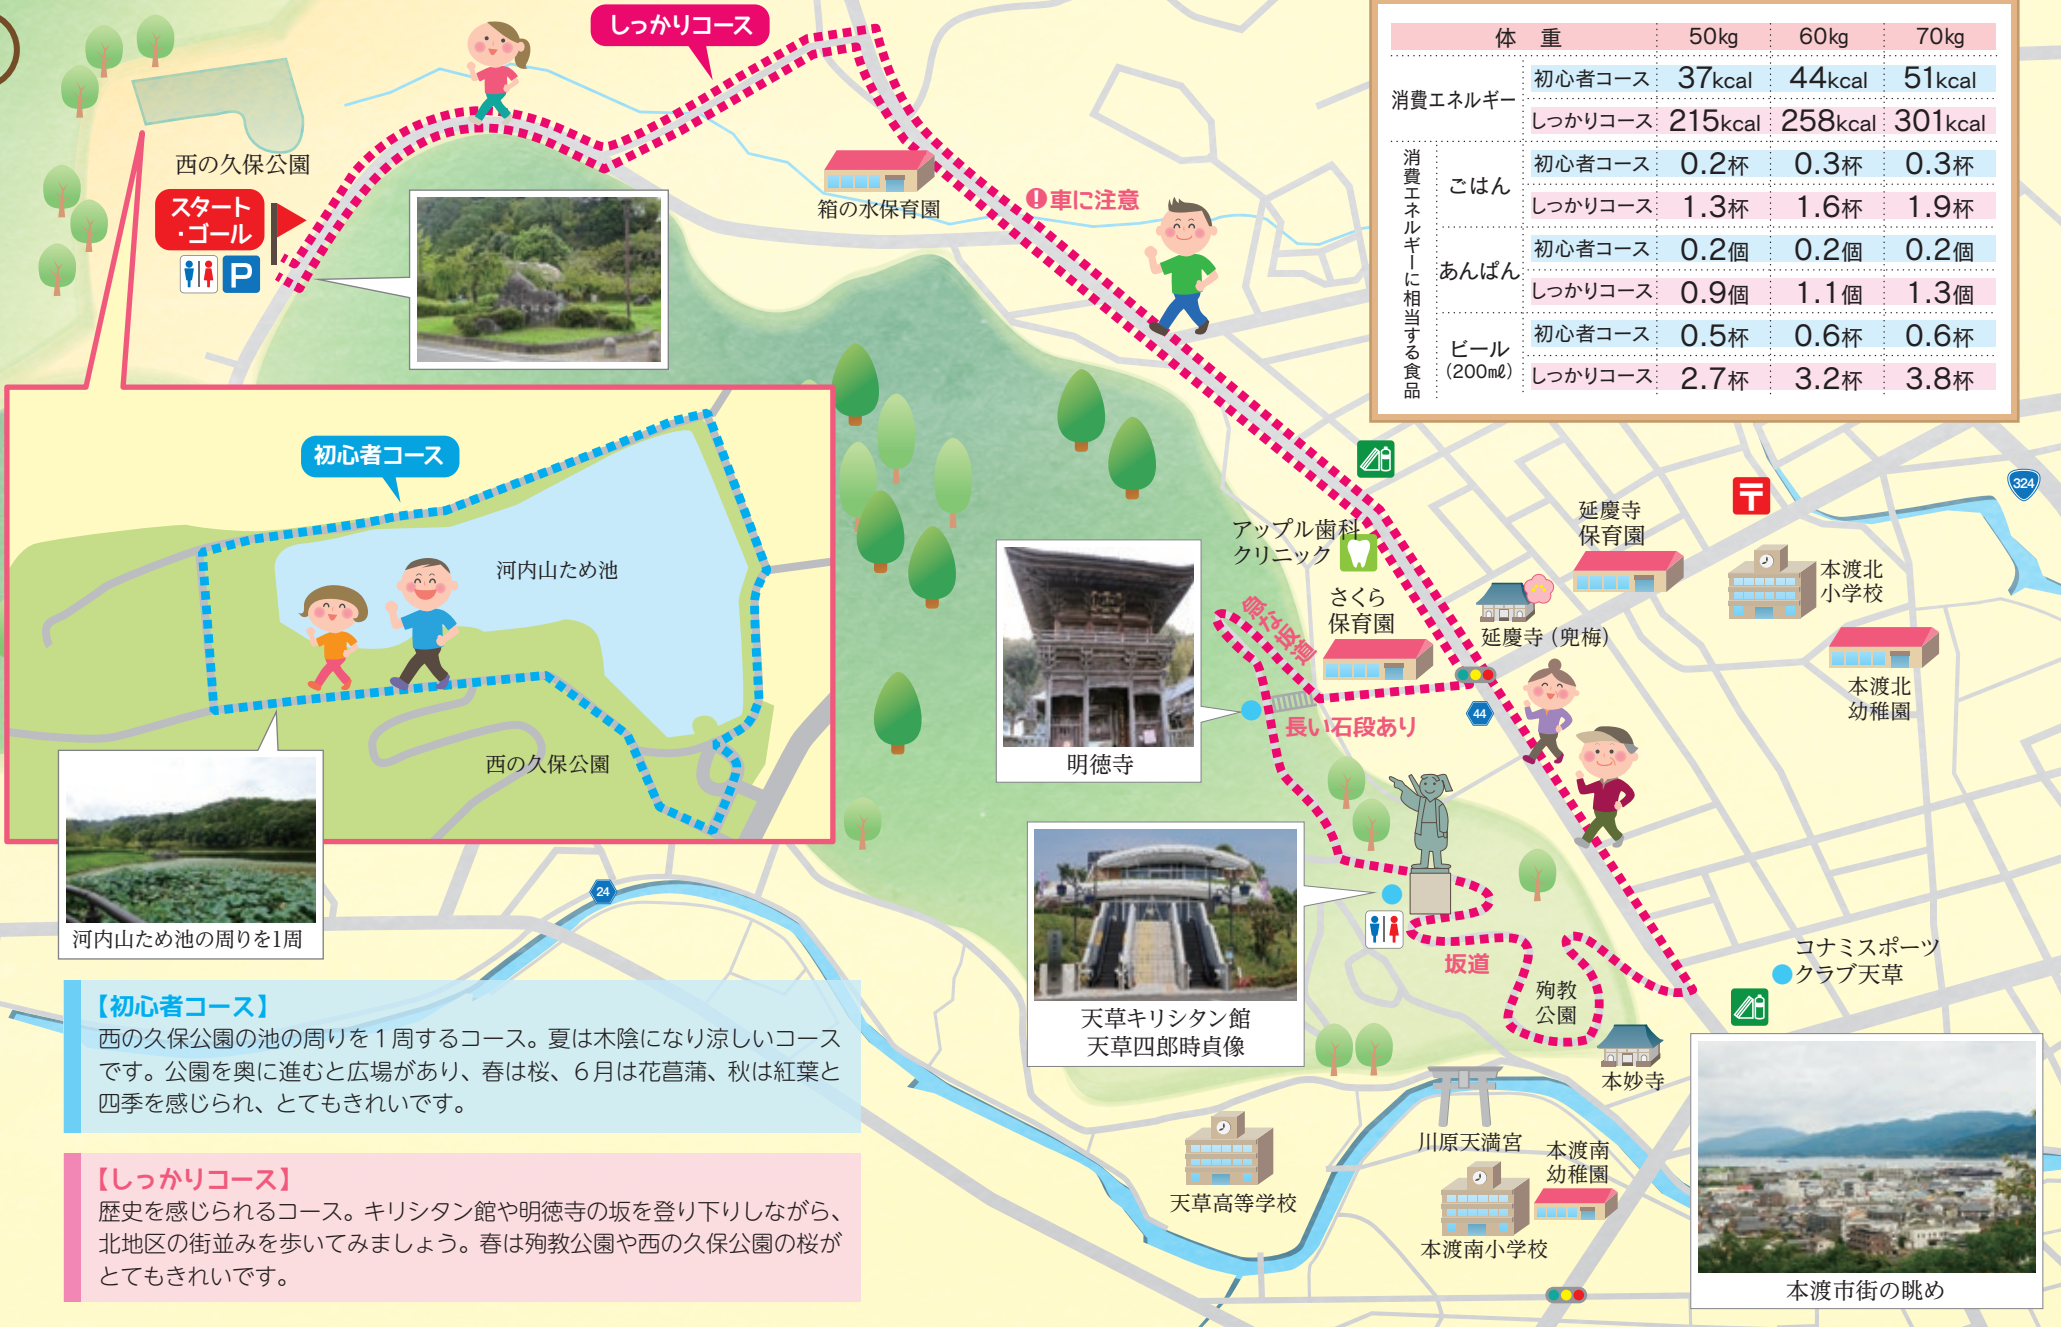 しっかりコース
西の久保公園
スタート
・ゴール
P
箱の水保育園
!車に注意
体　重 50kg 60kg 70kg
消費エネルギー
初心者コース 37kcal 44kcal 51kcal
しっかりコース 215kcal 258kcal 301kcal
消費エネルギーに相当する食品
ごはん
初心者コース 0.2杯 0.3杯 0.3杯
しっかりコース 1.3杯 1.6杯 1.9杯
あんぱん
初心者コース 0.2個 0.2個 0.2個
しっかりコース 0.9個 1.1個 1.3個
ビール
(200㎖)
初心者コース 0.5杯 0.6杯 0.6杯
しっかりコース 2.7杯 3.2杯 3.8杯
初心者コース
河内山ため池
西の久保公園
河内山ため池の周りを1周
24
アップル歯科
クリニック
さくら
保育園
急な坂道
長い石段あり
明徳寺
44
延慶寺
保育園
延慶寺(兜梅)
〒
324
本渡北
小学校
本渡北
幼稚園
天草キリシタン館
天草四郎時貞像
坂道
殉教
公園
コナミスポーツ
クラブ天草
本妙寺
川原天満宮
本渡南
幼稚園
天草高等学校
本渡南小学校
本渡市街の眺め
【初心者コース】
西の久保公園の池の周りを1周するコース。夏は木陰になり涼しいコース
です。公園を奥に進むと広場があり、春は桜、6月は花菖蒲、秋は紅葉と
四季を感じられ、とてもきれいです。
【しっかりコース】
歴史を感じられるコース。キリシタン館や明徳寺の坂を登り下りしながら、
北地区の街並みを歩いてみましょう。春は殉教公園や西の久保公園の桜が
とてもきれいです。